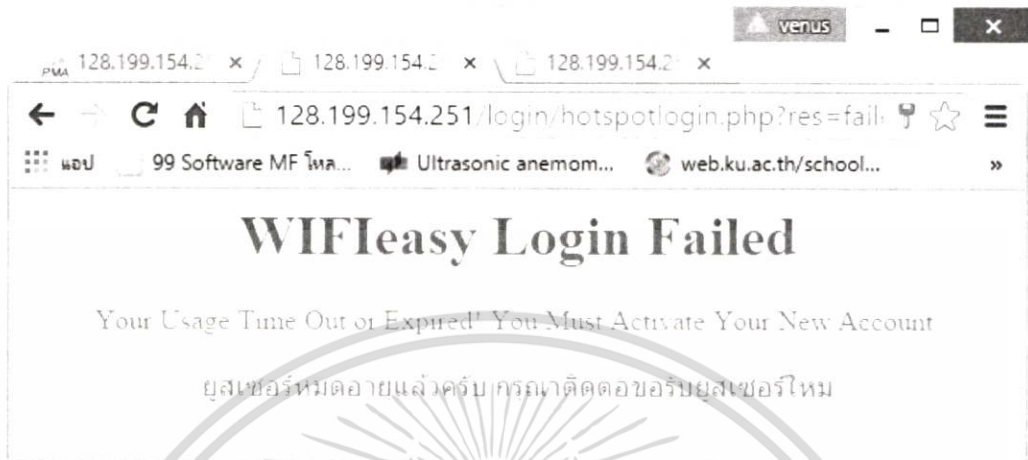 venus
PMA 128.199.154.2 128.199.154.2 128.199.154.2
128.199.154.251/login/hotspotlogin.php?res=fail
แอป 99 Software MF โหล... Ultrasonic anemom... web.ku.ac.th/school... »
WIFIeasy Login Failed
Your Usage Time Out or Expired! You Must Activate Your New Account
ยูสเซอร์หมดอายุแล้วครับ กรุณาติดต่อขอรับยูสเซอร์ใหม่